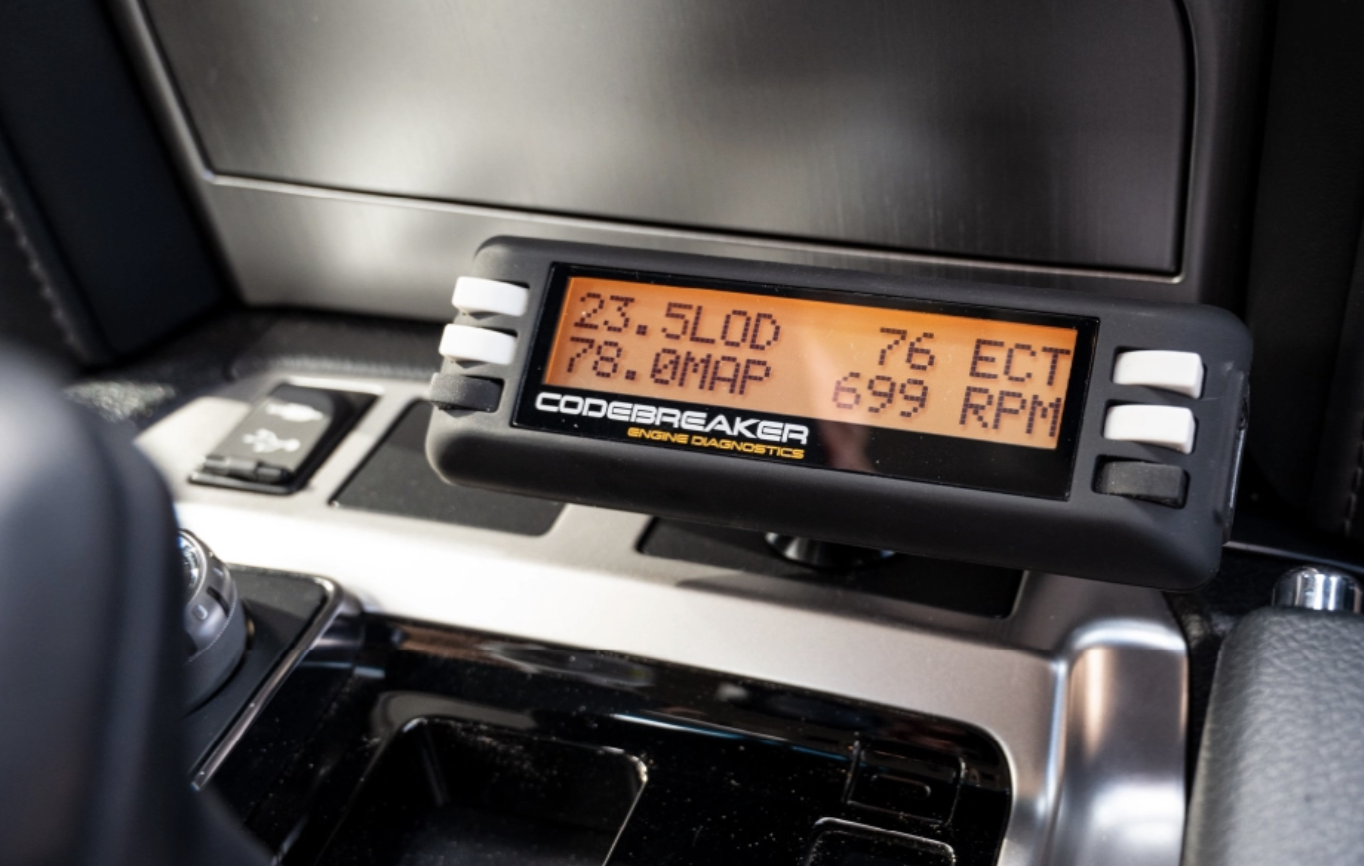 23.5LOD 76 ECT
78.0MAP 699 RPM
CODEBREAKER
ENGINE DIAGNOSTICS